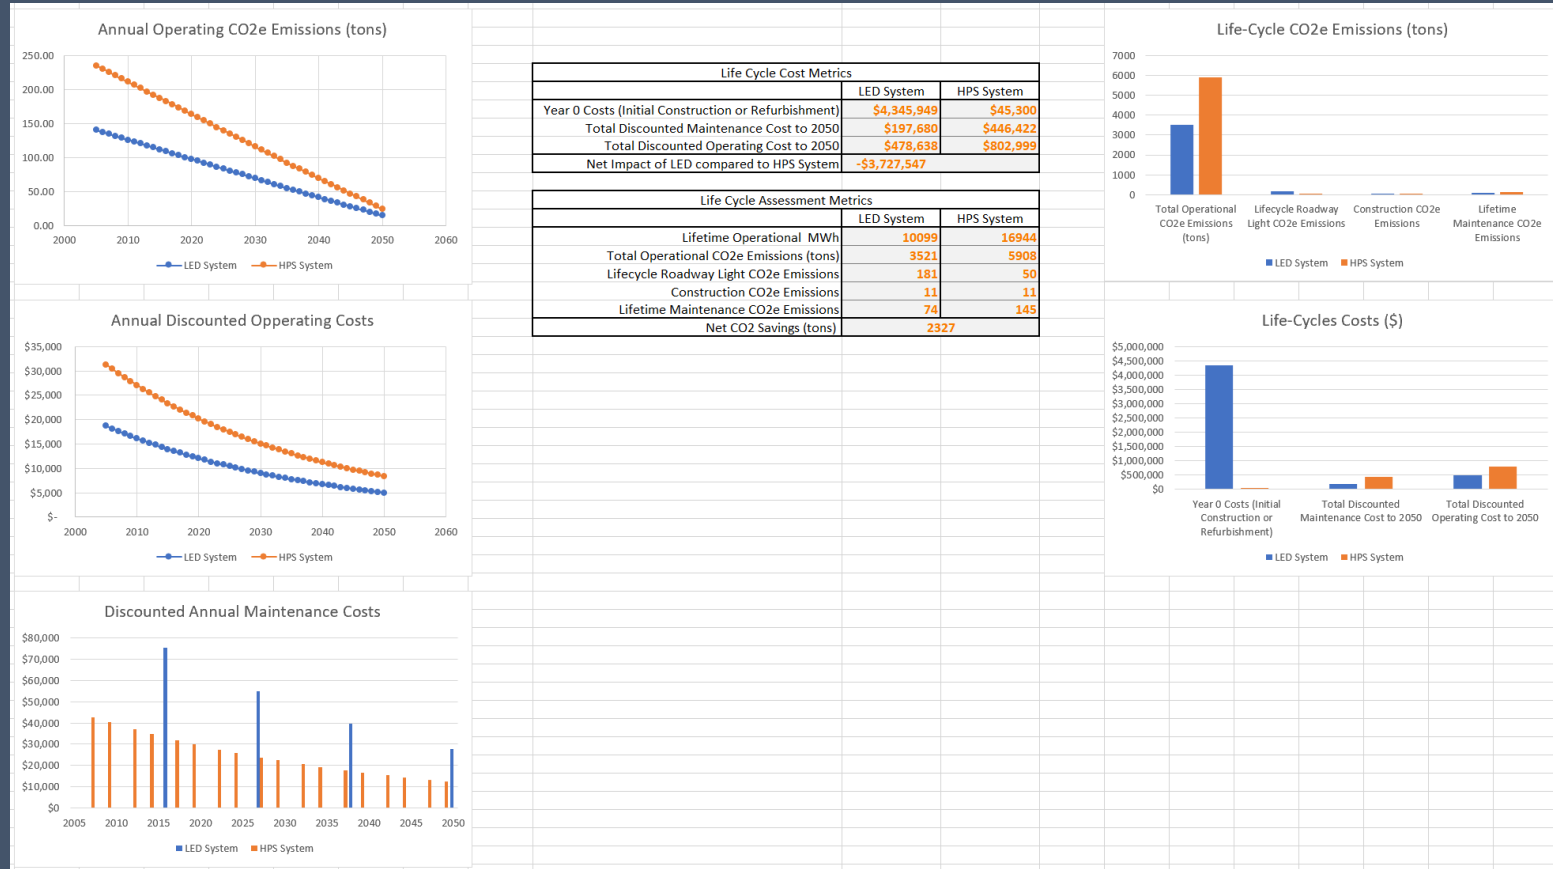 Annual Operating CO2e Emissions (tons)
250.00
200.00
150.00
100.00
50.00
0.00
2000 2010 2020 2030 2040 2050 2060
LED System HPS System
Annual Discounted Opperating Costs
$35,000
$30,000
$25,000
$20,000
$15,000
$10,000
$5,000
$-
2000 2010 2020 2030 2040 2050 2060
LED System HPS System
Discounted Annual Maintenance Costs
$80,000
$70,000
$60,000
$50,000
$40,000
$30,000
$20,000
$10,000
$0
2005 2010 2015 2020 2025 2030 2035 2040 2045 2050
LED System HPS System
Life Cycle Cost Metrics
LED System HPS System
Year 0 Costs (Initial Construction or Refurbishment) $4,345,949 $45,300
Total Discounted Maintenance Cost to 2050 $197,680 $446,422
Total Discounted Operating Cost to 2050 $478,638 $802,999
Net Impact of LED compared to HPS System -$3,727,547
Life Cycle Assessment Metrics
LED System HPS System
Lifetime Operational MWh 10099 16944
Total Operational CO2e Emissions (tons) 3521 5908
Lifecycle Roadway Light CO2e Emissions 181 50
Construction CO2e Emissions 11 11
Lifetime Maintenance CO2e Emissions 74 145
Net CO2 Savings (tons) 2327
Life-Cycle CO2e Emissions (tons)
7000
6000
5000
4000
3000
2000
1000
0
Total Operational Lifecycle Roadway Construction CO2e Lifetime
CO2e Emissions Light CO2e Emissions Emissions Maintenance CO2e
(tons) Emissions
LED System HPS System
Life-Cycles Costs ($)
$5,000,000
$4,500,000
$4,000,000
$3,500,000
$3,000,000
$2,500,000
$2,000,000
$1,500,000
$1,000,000
$500,000
$0
Year 0 Costs (Initial Total Discounted Total Discounted
Construction or Maintenance Cost to 2050 Operating Cost to 2050
Refurbishment)
LED System HPS System